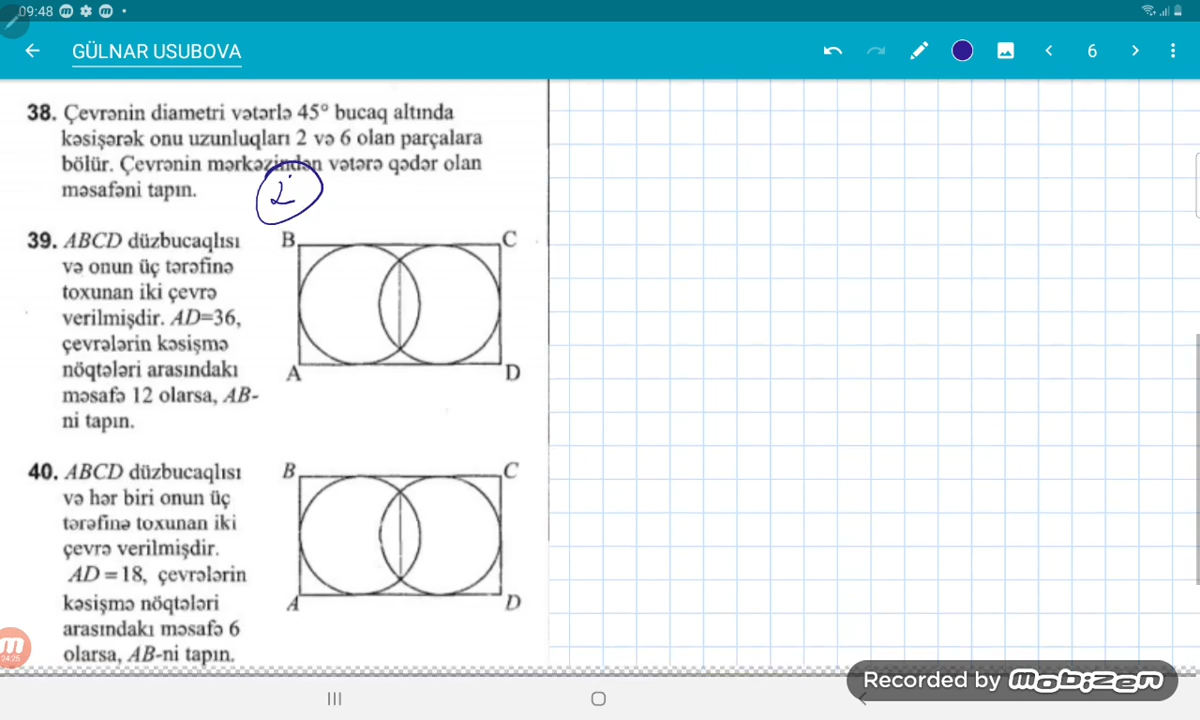 09:48
GÜLNAR USUBOVA
6
38. Çevrənin diametri vətərlə 45° bucaq altında
kəsişərək onu uzunluqları 2 və 6 olan parçalara
bölür. Çevrənin mərkəzindən vətərə qədər olan
məsafəni tapın.
2
39. ABCD düzbucaqlısı
və onun üç tərəfinə
toxunan iki çevrə
verilmişdir. AD=36,
çevrələrin kəsişmə
nöqtələri arasındakı
məsafə 12 olarsa, AB-
ni tapın.
B C
A D
40. ABCD düzbucaqlısı
və hər biri onun üç
tərəfinə toxunan iki
çevrə verilmişdir.
AD = 18, çevrələrin
kəsişmə nöqtələri
arasındakı məsafə 6
olarsa, AB-ni tapın.
B C
A D
24:25
Recorded by mobizen